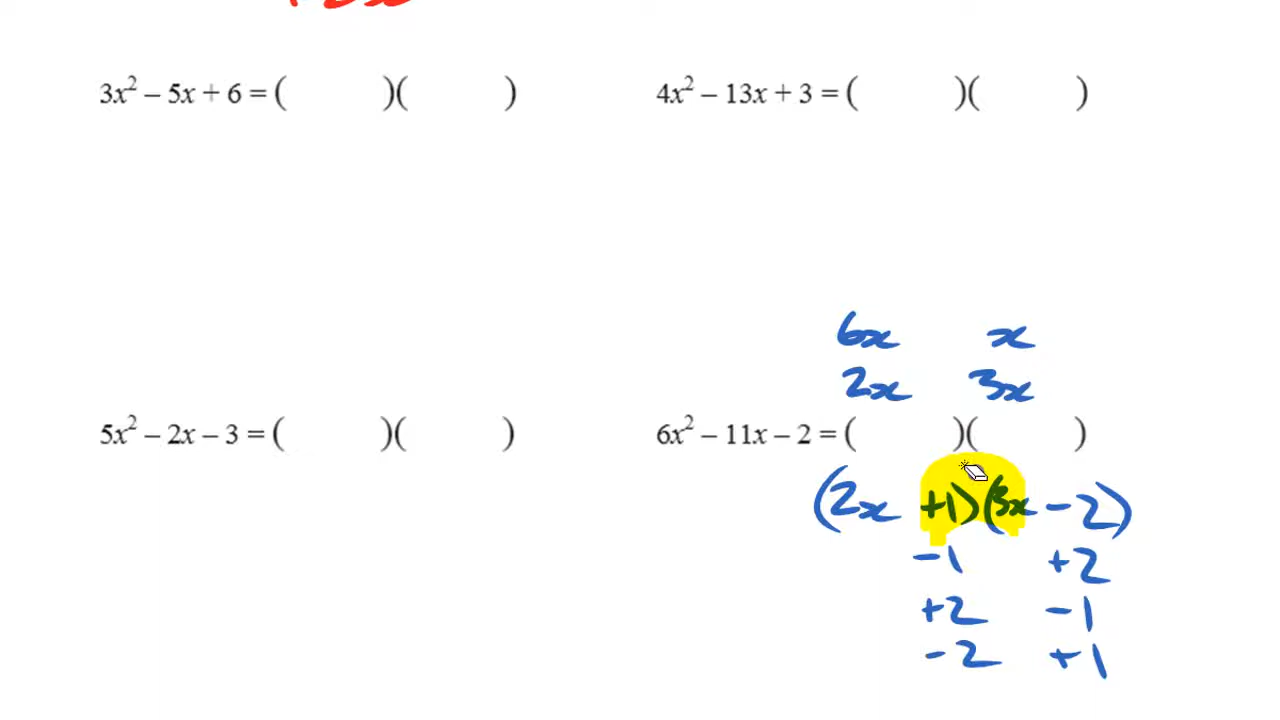 +2x
3x² – 5x + 6 = ( )( )
4x² – 13x + 3 = ( )( )
6x x
2x 3x
5x² – 2x – 3 = ( )( )
6x² – 11x – 2 = ( )( )
(2x +1)(3x -2)
-1 +2
+2 -1
-2 +1